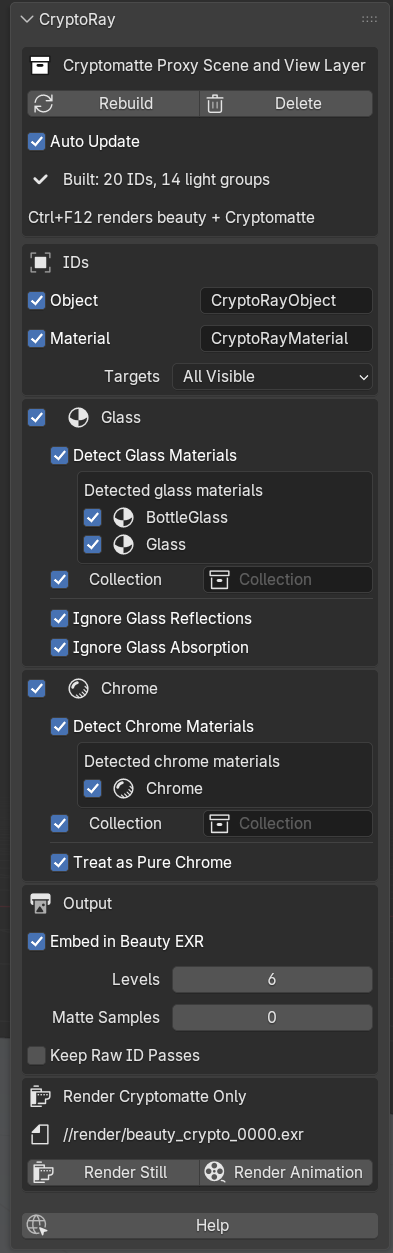 CryptoRay
Cryptomatte Proxy Scene and View Layer
Rebuild Delete
Auto Update
Built: 20 IDs, 14 light groups
Ctrl+F12 renders beauty + Cryptomatte
IDs
Object CryptoRayObject
Material CryptoRayMaterial
Targets All Visible
Glass
Detect Glass Materials
Detected glass materials
BottleGlass
Glass
Collection Collection
Ignore Glass Reflections
Ignore Glass Absorption
Chrome
Detect Chrome Materials
Detected chrome materials
Chrome
Collection Collection
Treat as Pure Chrome
Output
Embed in Beauty EXR
Levels 6
Matte Samples 0
Keep Raw ID Passes
Render Cryptomatte Only
//render/beauty_crypto_0000.exr
Render Still Render Animation
Help